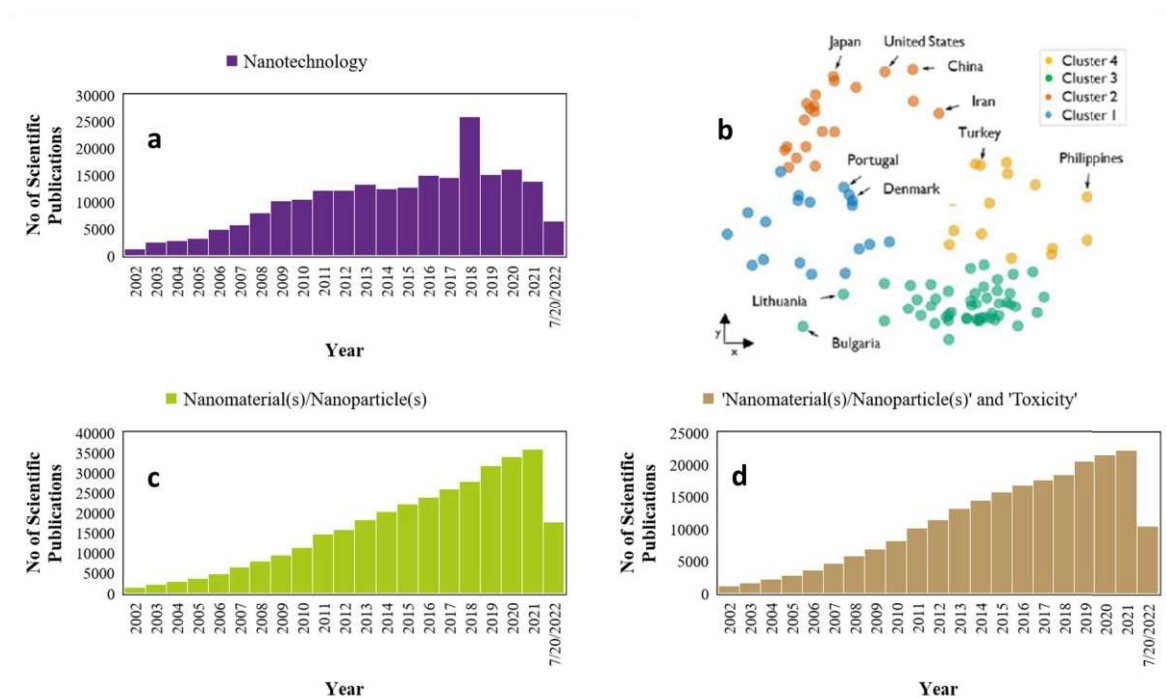 Nanotechnology
a
No of Scientific
Publications
30000
25000
20000
15000
10000
5000
0
2002
2003
2004
2005
2006
2007
2008
2009
2010
2011
2012
2013
2014
2015
2016
2017
2018
2019
2020
2021
7/20/2022
Year
b
Japan
United States
China
Iran
Turkey
Philippines
Portugal
Denmark
Lithuania
Bulgaria
Cluster 4
Cluster 3
Cluster 2
Cluster 1
y
x
Nanomaterial(s)/Nanoparticle(s)
c
No of Scientific
Publications
40000
35000
30000
25000
20000
15000
10000
5000
0
2002
2003
2004
2005
2006
2007
2008
2009
2010
2011
2012
2013
2014
2015
2016
2017
2018
2019
2020
2021
7/20/2022
Year
'Nanomaterial(s)/Nanoparticle(s)' and 'Toxicity'
d
No of Scientific
Publications
25000
20000
15000
10000
5000
0
2002
2003
2004
2005
2006
2007
2008
2009
2010
2011
2012
2013
2014
2015
2016
2017
2018
2019
2020
2021
7/20/2022
Year